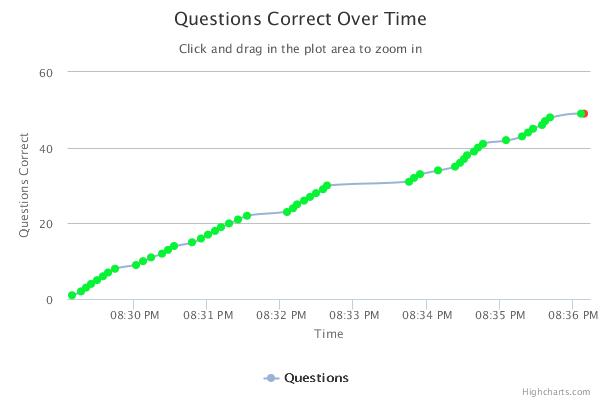 Questions Correct Over Time
Click and drag in the plot area to zoom in
60
40
20
0
Questions Correct
08:30 PM 08:31 PM 08:32 PM 08:33 PM 08:34 PM 08:35 PM 08:36 PM
Time
Questions
Highcharts.com